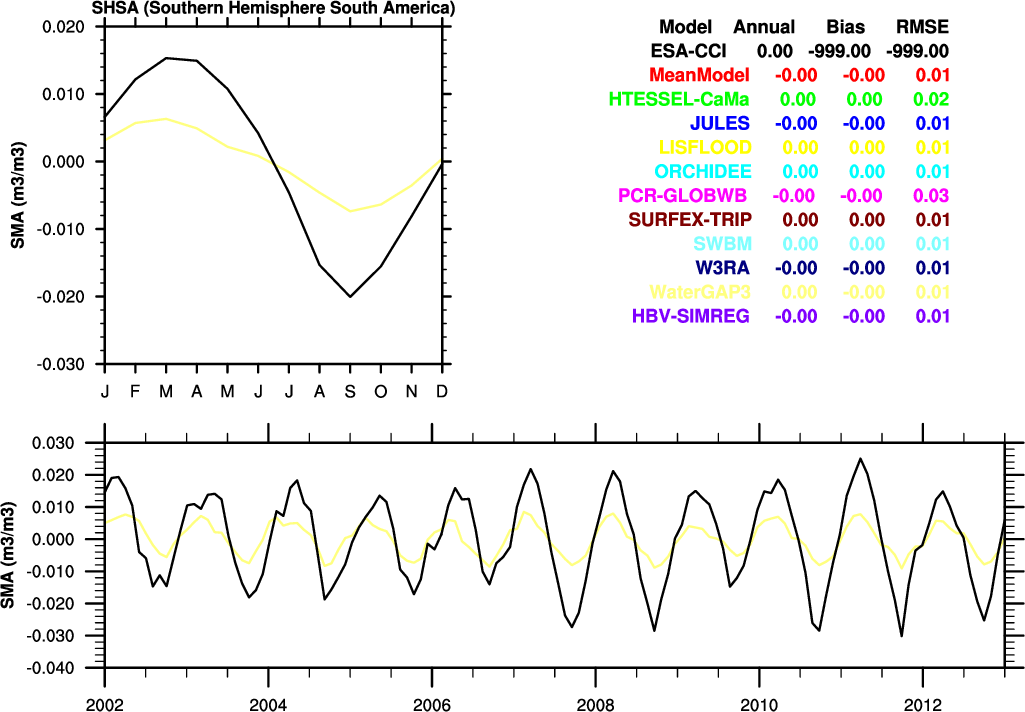 SHSA (Southern Hemisphere South America)
0.020
0.010
0.000
-0.010
-0.020
-0.030
SMA (m3/m3)
J F M A M J J A S O N D
Model Annual Bias RMSE
ESA-CCI 0.00 -999.00 -999.00
MeanModel -0.00 -0.00 0.01
HTESSEL-CaMa 0.00 0.00 0.02
JULES -0.00 -0.00 0.01
LISFLOOD 0.00 0.00 0.01
ORCHIDEE 0.00 0.00 0.01
PCR-GLOBWB -0.00 -0.00 0.03
SURFEX-TRIP 0.00 0.00 0.01
SWBM 0.00 0.00 0.01
W3RA -0.00 -0.00 0.01
WaterGAP3 0.00 -0.00 0.01
HBV-SIMREG -0.00 -0.00 0.01
0.030
0.020
0.010
0.000
-0.010
-0.020
-0.030
-0.040
SMA (m3/m3)
2002 2004 2006 2008 2010 2012